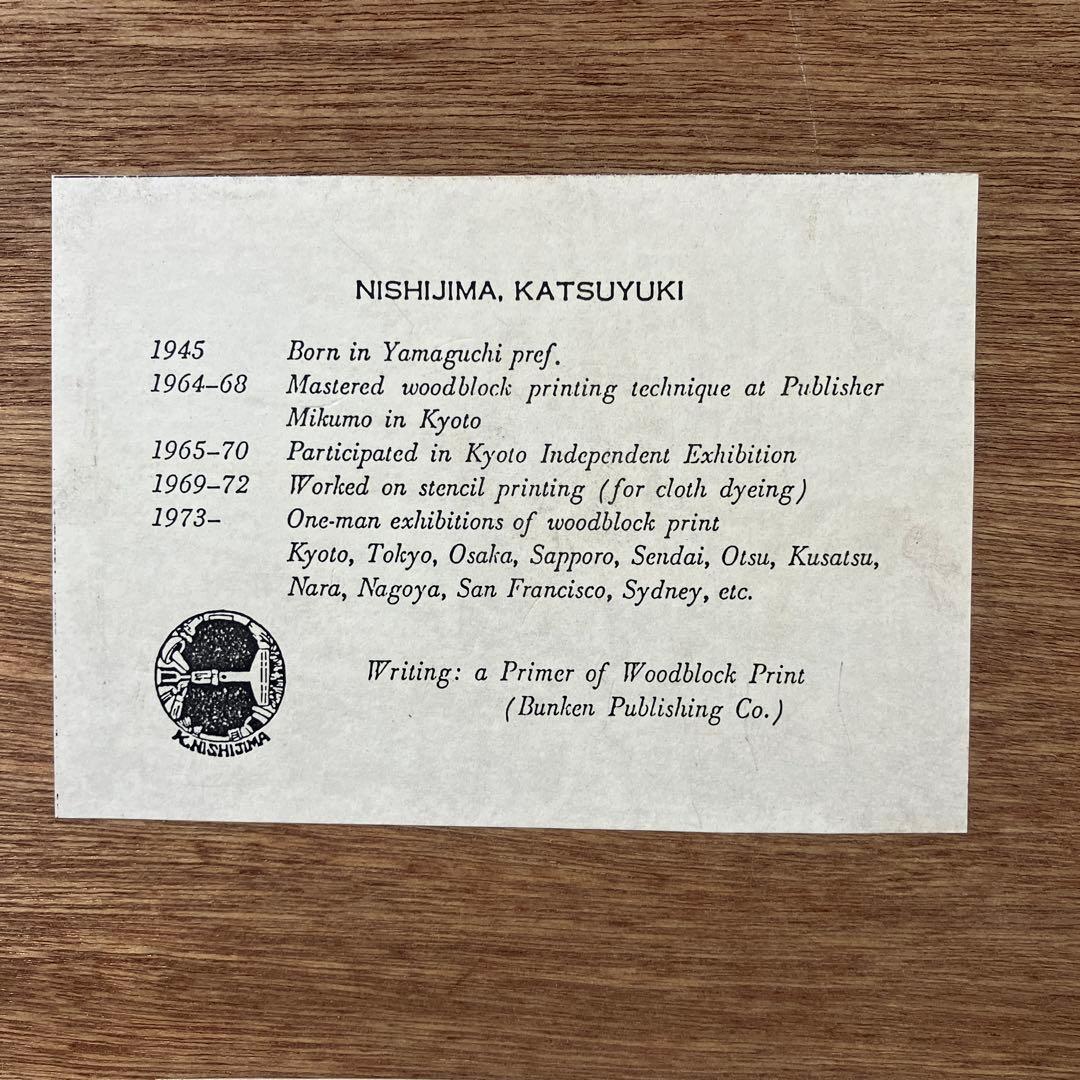 NISHIJIMA, KATSUYUKI
1945 Born in Yamaguchi pref.
1964–68 Mastered woodblock printing technique at Publisher
Mikumo in Kyoto
1965–70 Participated in Kyoto Independent Exhibition
1969–72 Worked on stencil printing (for cloth dyeing)
1973– One-man exhibitions of woodblock print
Kyoto, Tokyo, Osaka, Sapporo, Sendai, Otsu, Kusatsu,
Nara, Nagoya, San Francisco, Sydney, etc.
Writing: a Primer of Woodblock Print
(Bunken Publishing Co.)
K.NISHIJIMA